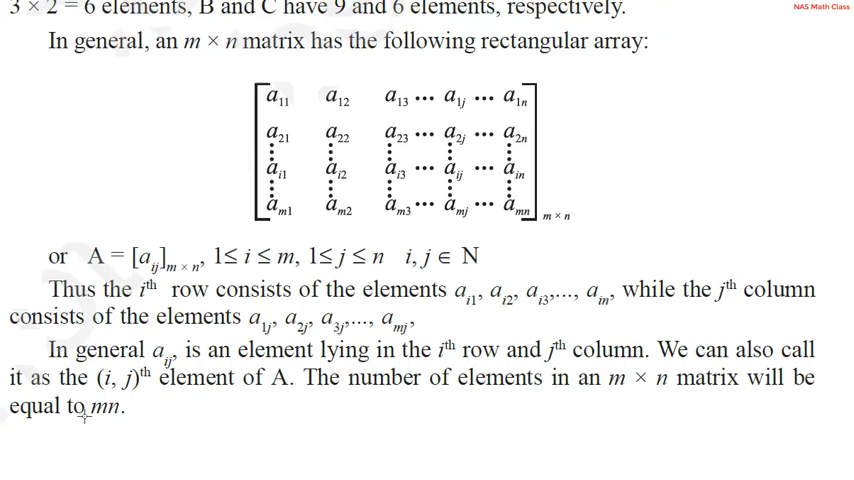 NAS Math Class
3 × 2 = 6 elements, B and C have 9 and 6 elements, respectively.
In general, an m × n matrix has the following rectangular array:
a11 a12 a13 ··· a1j ··· a1n
a21 a22 a23 ··· a2j ··· a2n
⋮ ⋮ ⋮ ⋮ ⋮
ai1 ai2 ai3 ··· aij ··· ain
⋮ ⋮ ⋮ ⋮ ⋮
am1 am2 am3 ··· amj ··· amn m × n
or A = [aij]m × n, 1≤ i ≤ m, 1≤ j ≤ n i, j ∈ N
Thus the ith row consists of the elements ai1, ai2, ai3,..., ain, while the jth column
consists of the elements a1j, a2j, a3j,..., amj,
In general aij, is an element lying in the ith row and jth column. We can also call
it as the (i, j)th element of A. The number of elements in an m × n matrix will be
equal to mn.